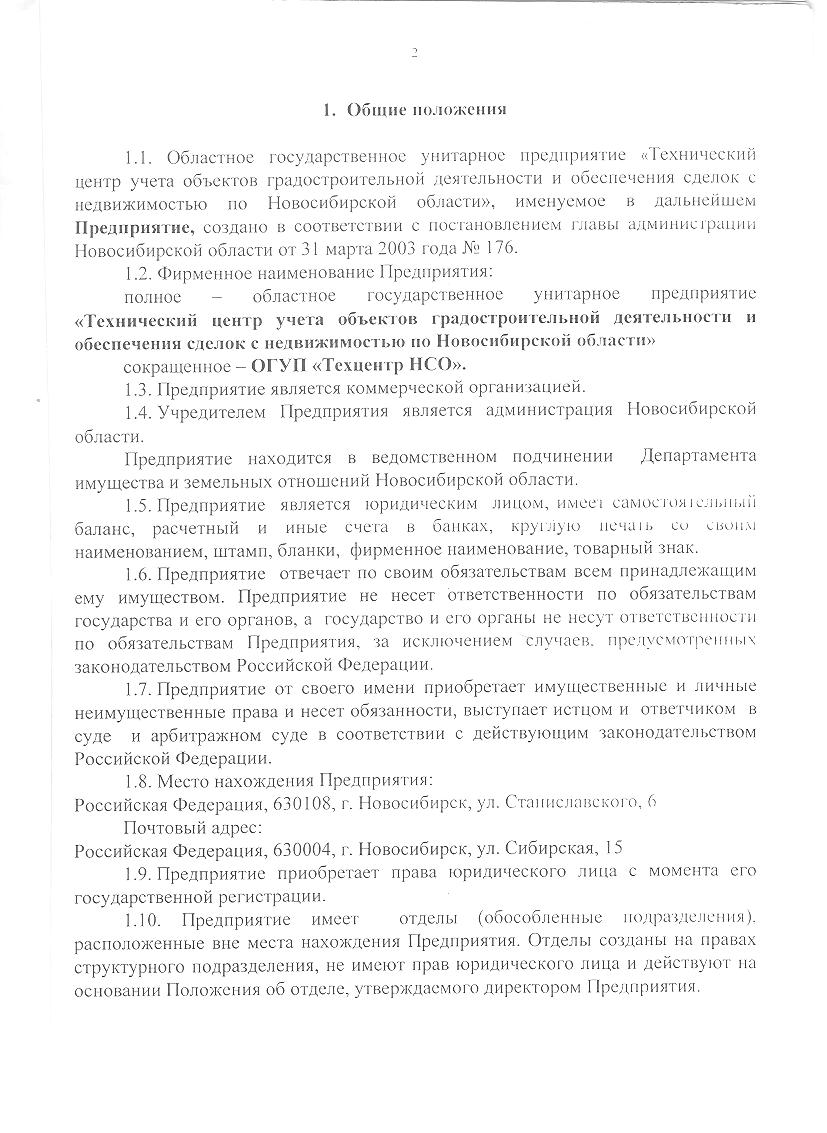 2
1. Общие положения
1.1. Областное государственное унитарное предприятие «Технический
центр учета объектов градостроительной деятельности и обеспечения сделок с
недвижимостью по Новосибирской области», именуемое в дальнейшем
Предприятие, создано в соответствии с постановлением главы администрации
Новосибирской области от 31 марта 2003 года № 176.
1.2. Фирменное наименование Предприятия:
полное – областное государственное унитарное предприятие
«Технический центр учета объектов градостроительной деятельности и
обеспечения сделок с недвижимостью по Новосибирской области»
сокращенное – ОГУП «Техцентр НСО».
1.3. Предприятие является коммерческой организацией.
1.4. Учредителем Предприятия является администрация Новосибирской
области.
Предприятие находится в ведомственном подчинении Департамента
имущества и земельных отношений Новосибирской области.
1.5. Предприятие является юридическим лицом, имеет самостоятельный
баланс, расчетный и иные счета в банках, круглую печать со своим
наименованием, штамп, бланки, фирменное наименование, товарный знак.
1.6. Предприятие отвечает по своим обязательствам всем принадлежащим
ему имуществом. Предприятие не несет ответственности по обязательствам
государства и его органов, а государство и его органы не несут ответственности
по обязательствам Предприятия, за исключением случаев, предусмотренных
законодательством Российской Федерации.
1.7. Предприятие от своего имени приобретает имущественные и личные
неимущественные права и несет обязанности, выступает истцом и ответчиком в
суде и арбитражном суде в соответствии с действующим законодательством
Российской Федерации.
1.8. Место нахождения Предприятия:
Российская Федерация, 630108, г. Новосибирск, ул. Станиславского, 6
Почтовый адрес:
Российская Федерация, 630004, г. Новосибирск, ул. Сибирская, 15
1.9. Предприятие приобретает права юридического лица с момента его
государственной регистрации.
1.10. Предприятие имеет отделы (обособленные подразделения),
расположенные вне места нахождения Предприятия. Отделы созданы на правах
структурного подразделения, не имеют прав юридического лица и действуют на
основании Положения об отделе, утверждаемого директором Предприятия.